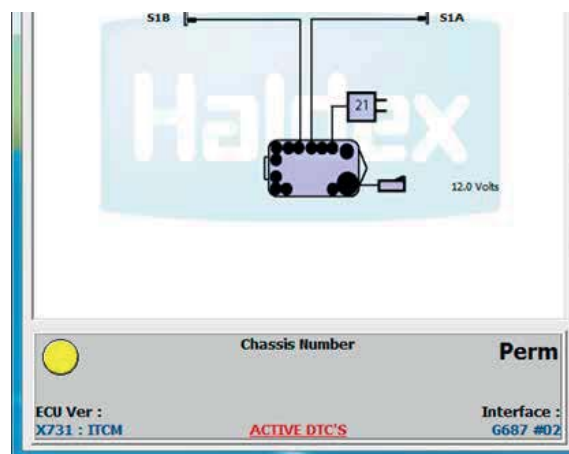 S1B
S1A
21
Haldex
12.0 Volts
Chassis Number
Perm
ECU Ver :
Interface :
X731 : ITCM
ACTIVE DTC'S
G687 #02